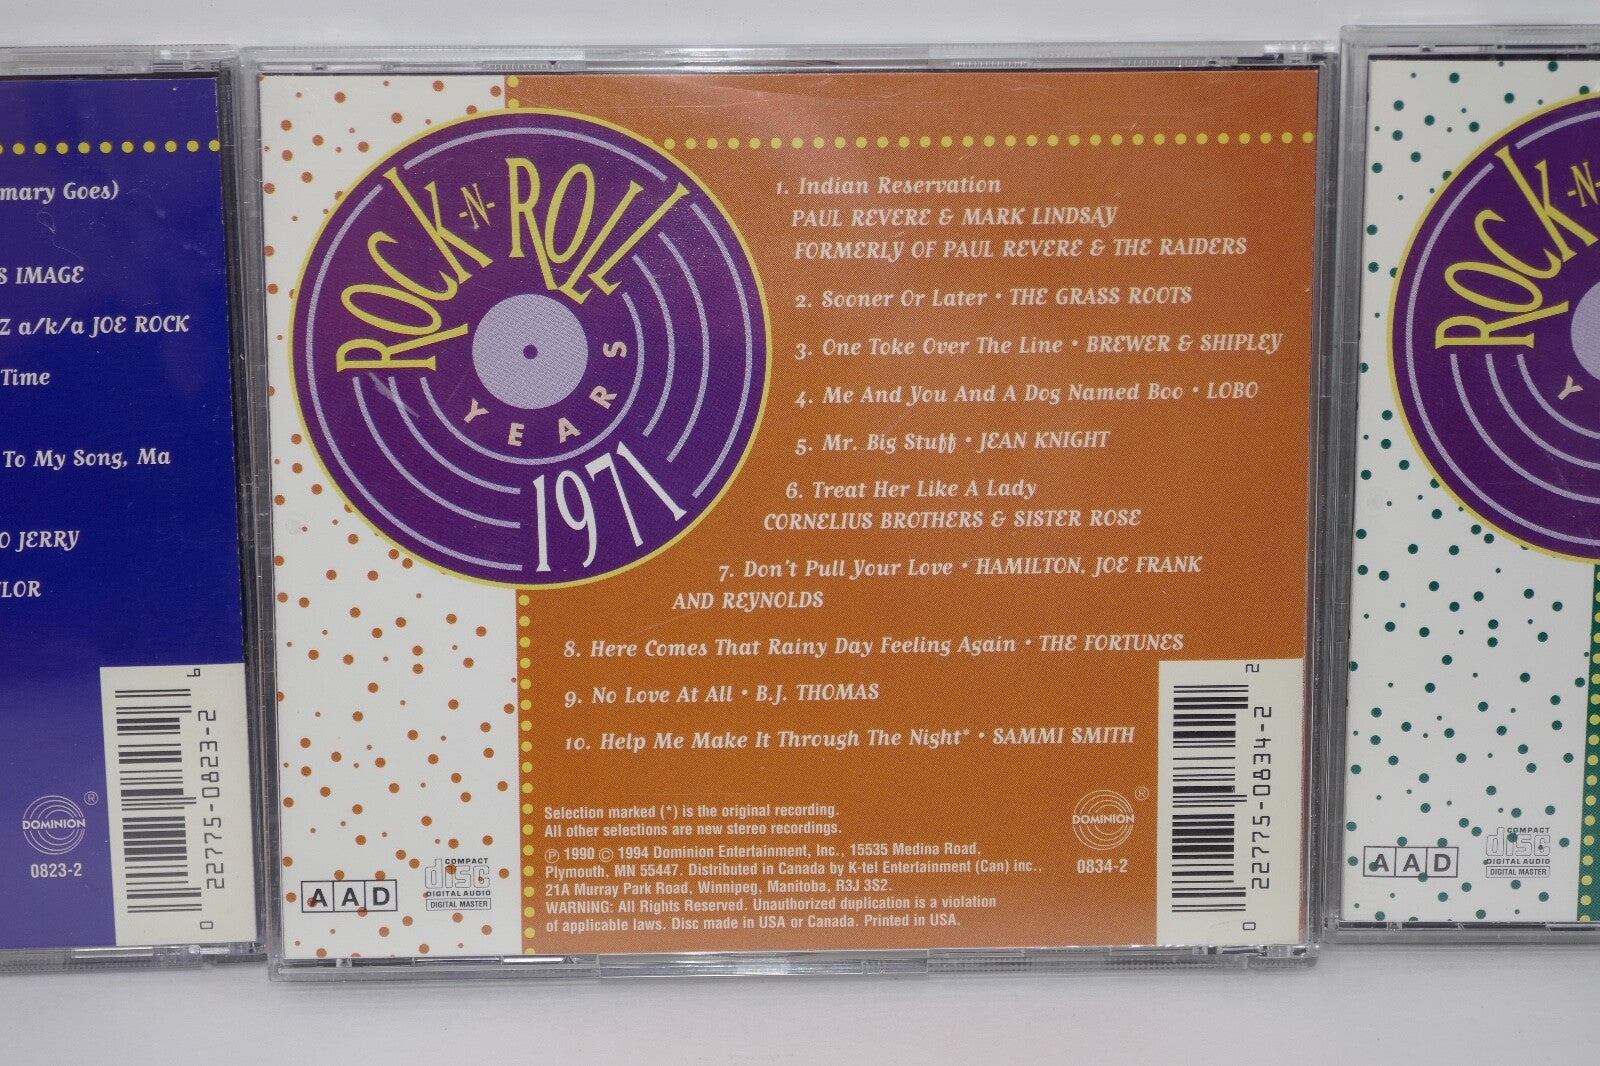 mary Goes)
S IMAGE
Z a/k/a JOE ROCK
Time
To My Song, Ma
O JERRY
LOR
DOMINION
®
0823-2
6
22775-0823-2
0
ROCK -N- ROLL
YEARS
1971
1. Indian Reservation
PAUL REVERE & MARK LINDSAY
FORMERLY OF PAUL REVERE & THE RAIDERS
2. Sooner Or Later • THE GRASS ROOTS
3. One Toke Over The Line • BREWER & SHIPLEY
4. Me And You And A Dog Named Boo • LOBO
5. Mr. Big Stuff • JEAN KNIGHT
6. Treat Her Like A Lady
CORNELIUS BROTHERS & SISTER ROSE
7. Don't Pull Your Love • HAMILTON, JOE FRANK
AND REYNOLDS
8. Here Comes That Rainy Day Feeling Again • THE FORTUNES
9. No Love At All • B.J. THOMAS
10. Help Me Make It Through The Night* • SAMMI SMITH
Selection marked (*) is the original recording.
All other selections are new stereo recordings.
℗ 1990 © 1994 Dominion Entertainment, Inc., 15535 Medina Road,
Plymouth, MN 55447. Distributed in Canada by K-tel Entertainment (Can) inc.,
21A Murray Park Road, Winnipeg, Manitoba, R3J 3S2.
WARNING: All Rights Reserved. Unauthorized duplication is a violation
of applicable laws. Disc made in USA or Canada. Printed in USA.
AAD
COMPACT
disc
DIGITAL AUDIO
DIGITAL MASTER
DOMINION
®
0834-2
2
22775-0834-2
0
ROCK -N-
Y
AAD
COMPACT
disc
DIGITAL AUDIO
DIGITAL MASTER